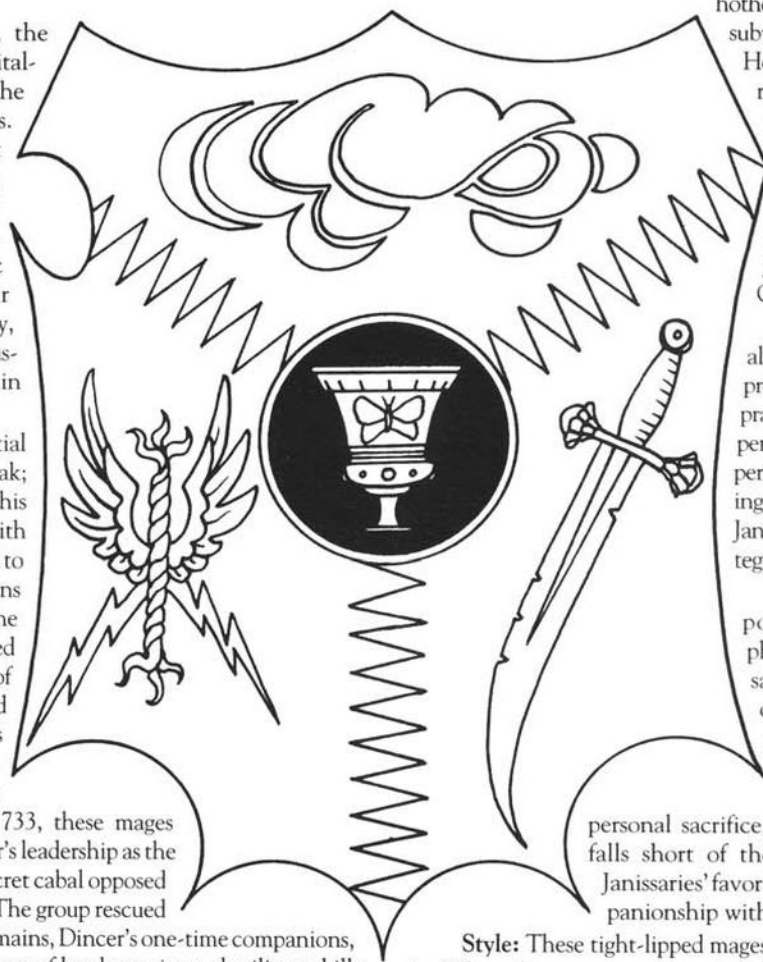 the
ital-
he
s.
r
y,
s-
in
tial
ak;
his
ith
to
ns
ne
ed
of
d
s
733, these mages
r's leadership as the
cret cabal opposed
The group rescued
mains, Dincer's one-time companions,
nothe
subv
He
r
C
al
pr
pra
per
per
ing
Jan
teg
po
pl
sa
personal sacrifice
falls short of the
Janissaries' favor
panionship with
Style: These tight-lipped mages